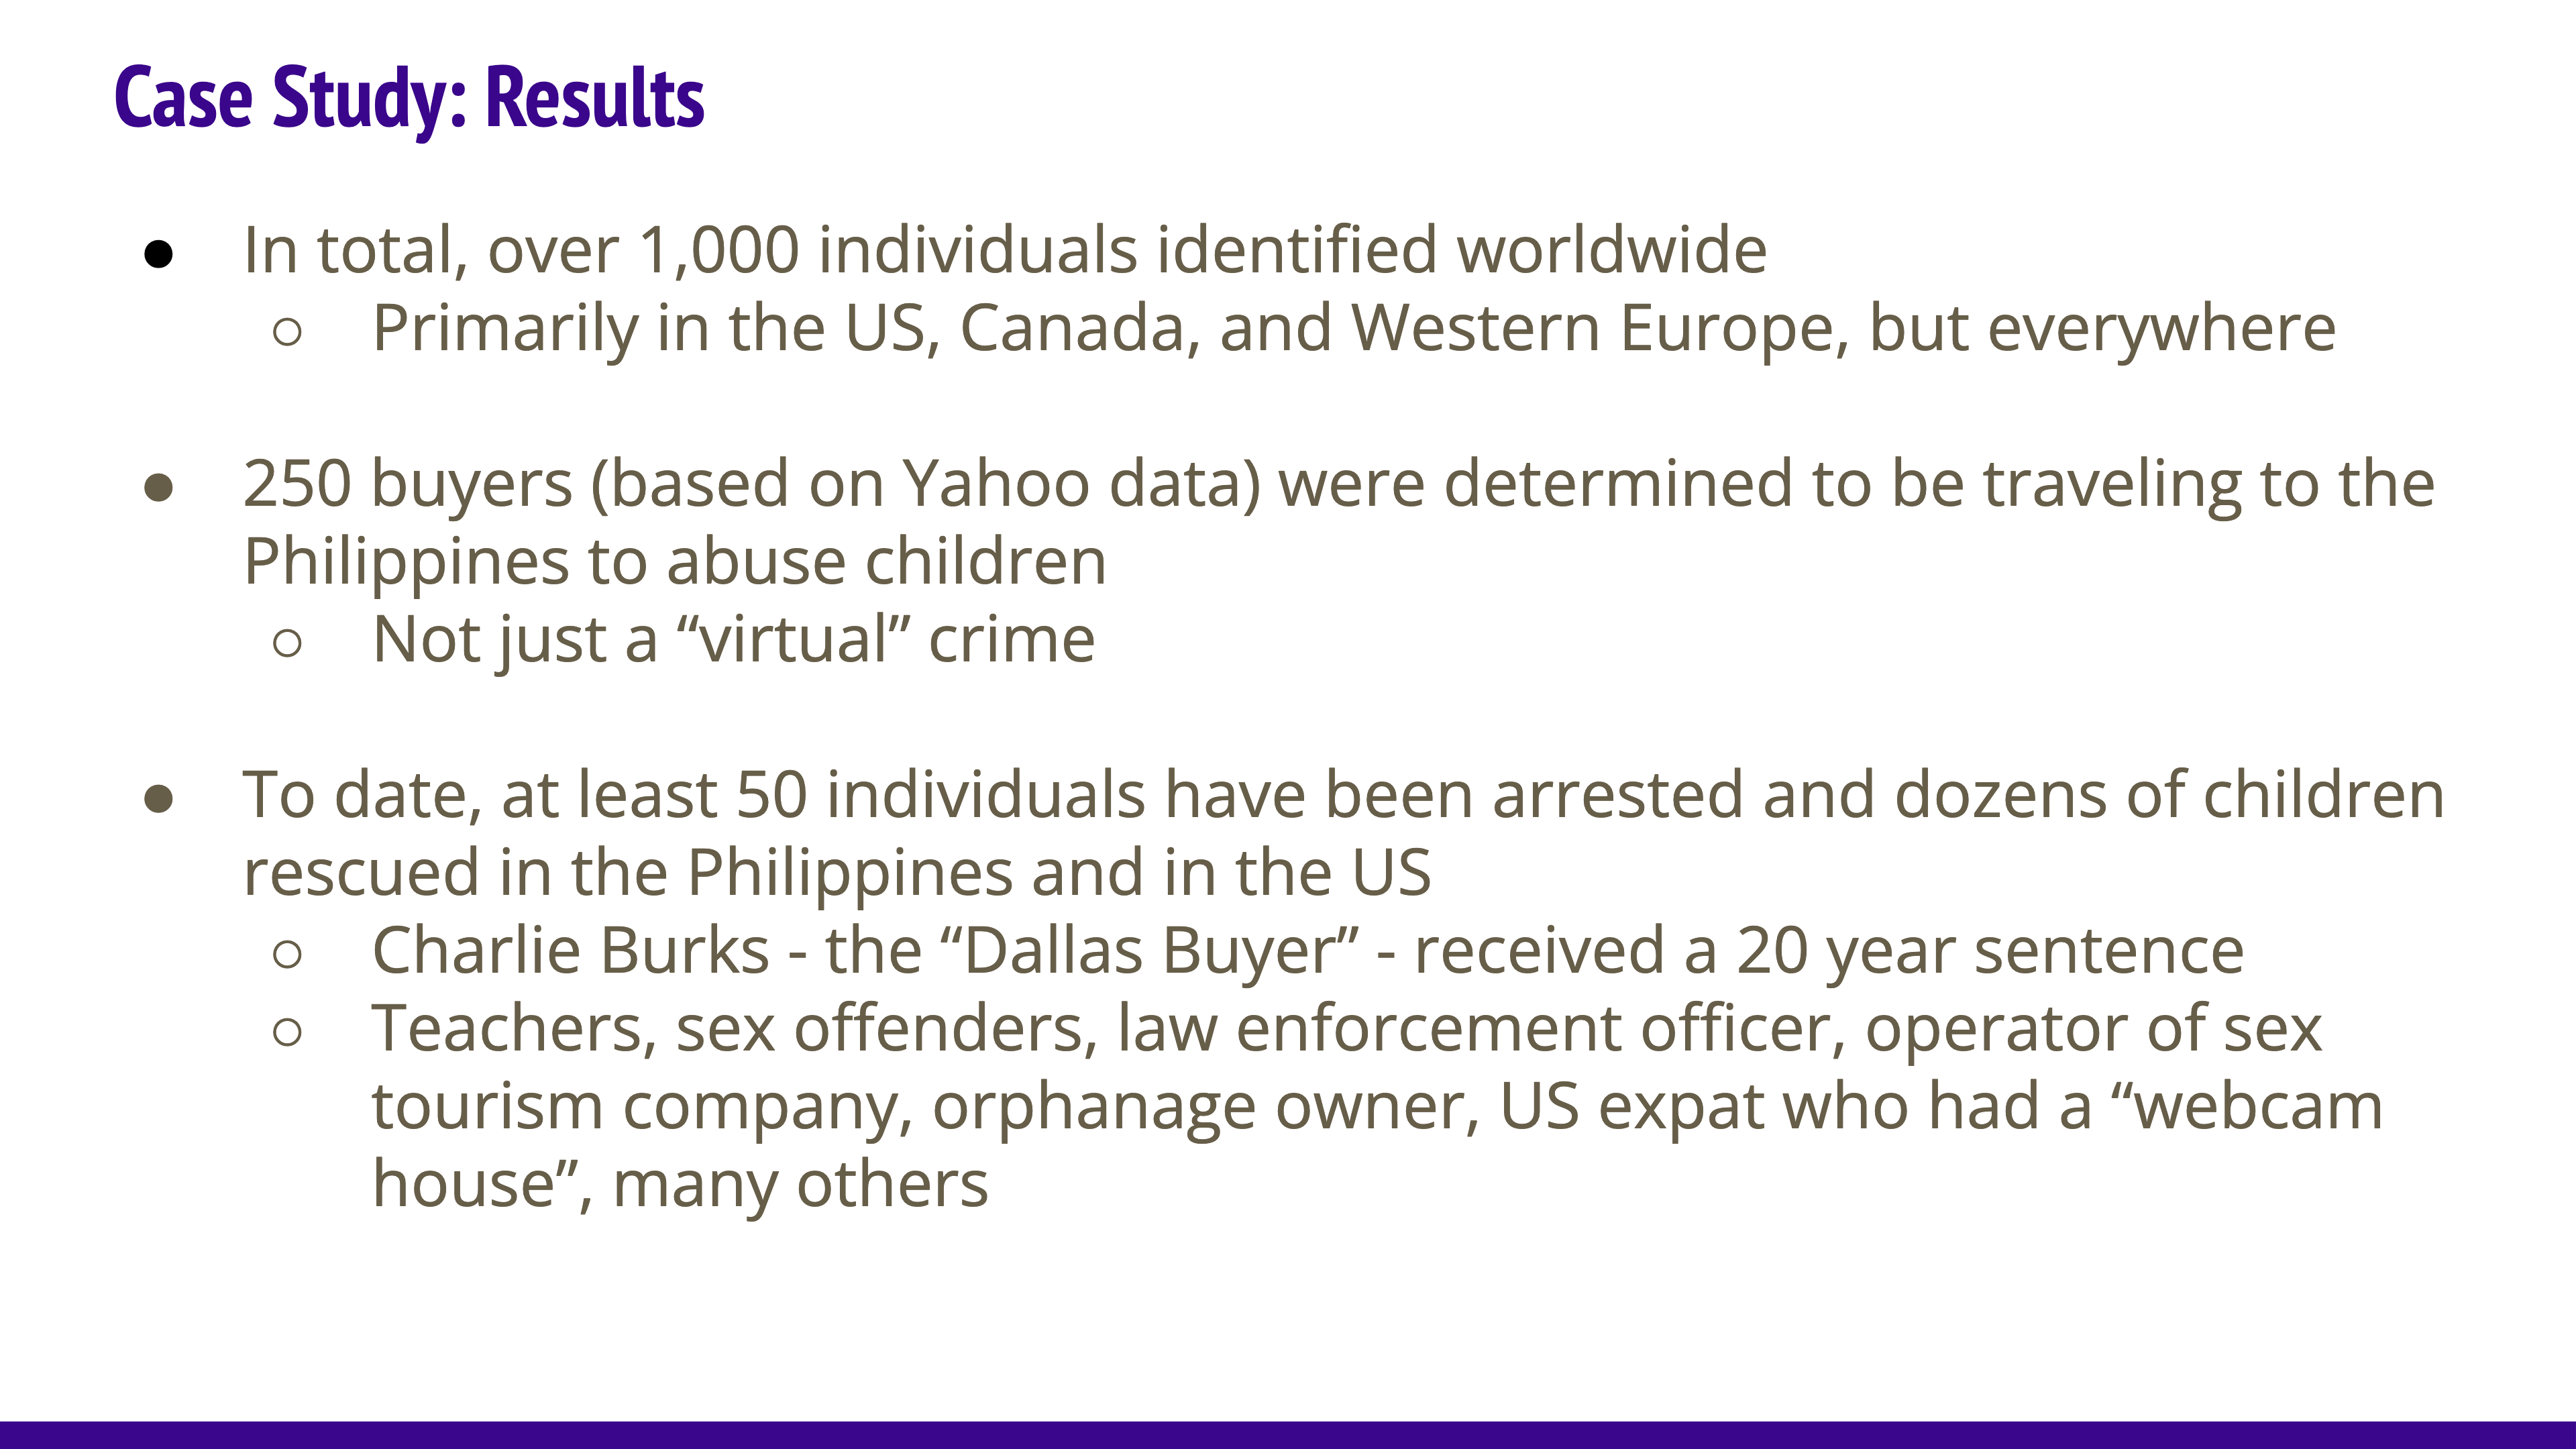 Case Study: Results
● In total, over 1,000 individuals identified worldwide
○ Primarily in the US, Canada, and Western Europe, but everywhere
● 250 buyers (based on Yahoo data) were determined to be traveling to the
Philippines to abuse children
○ Not just a “virtual” crime
● To date, at least 50 individuals have been arrested and dozens of children
rescued in the Philippines and in the US
○ Charlie Burks - the “Dallas Buyer” - received a 20 year sentence
○ Teachers, sex offenders, law enforcement officer, operator of sex
tourism company, orphanage owner, US expat who had a “webcam
house”, many others